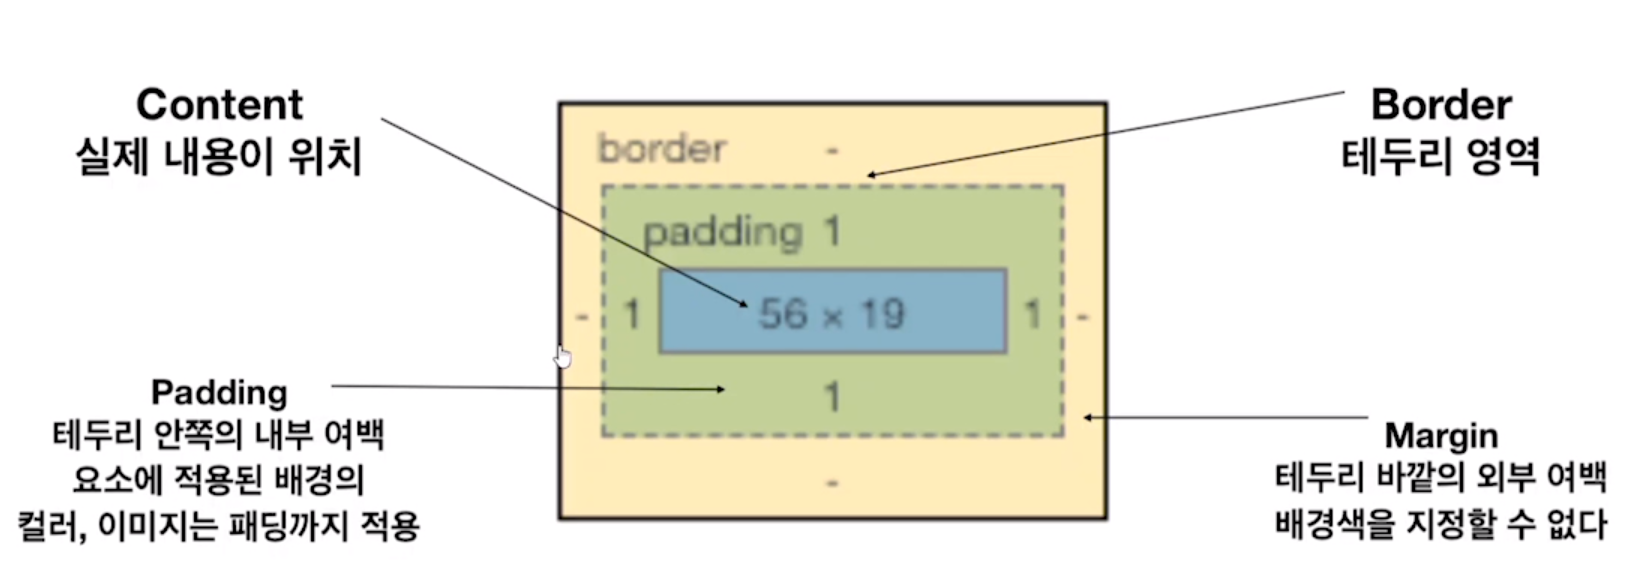 Content
실제 내용이 위치
Border
테두리 영역
border -
padding 1
- 1 56 × 19 1 -
1
-
Padding
테두리 안쪽의 내부 여백
요소에 적용된 배경의
컬러, 이미지는 패딩까지 적용
Margin
테두리 바깥의 외부 여백
배경색을 지정할 수 없다